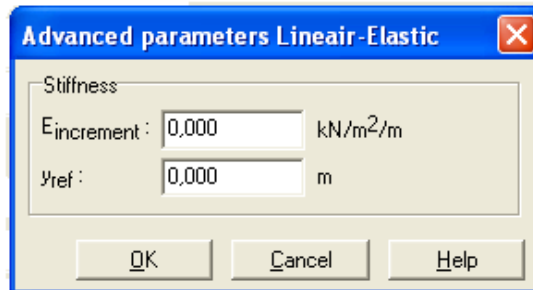 Advanced parameters Lineair-Elastic
Stiffness
Eincrement : 0,000 kN/m²/m
yref : 0,000 m
OK Cancel Help